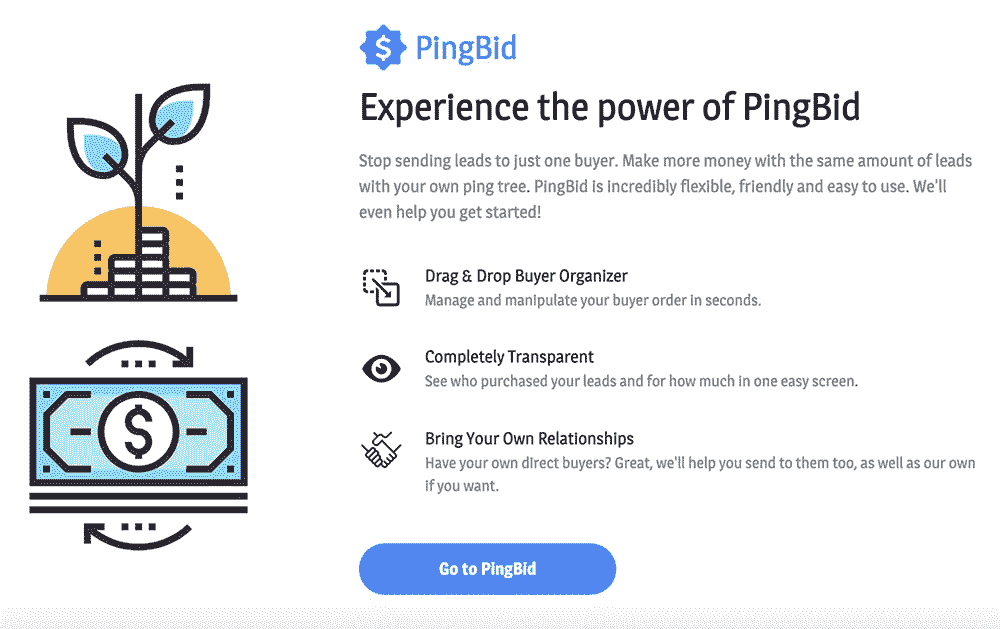 PingBid
Experience the power of PingBid
Stop sending leads to just one buyer. Make more money with the same amount of leads
with your own ping tree. PingBid is incredibly flexible, friendly and easy to use. We'll
even help you get started!
Drag & Drop Buyer Organizer
Manage and manipulate your buyer order in seconds.
Completely Transparent
See who purchased your leads and for how much in one easy screen.
Bring Your Own Relationships
Have your own direct buyers? Great, we'll help you send to them too, as well as our own
if you want.
Go to PingBid